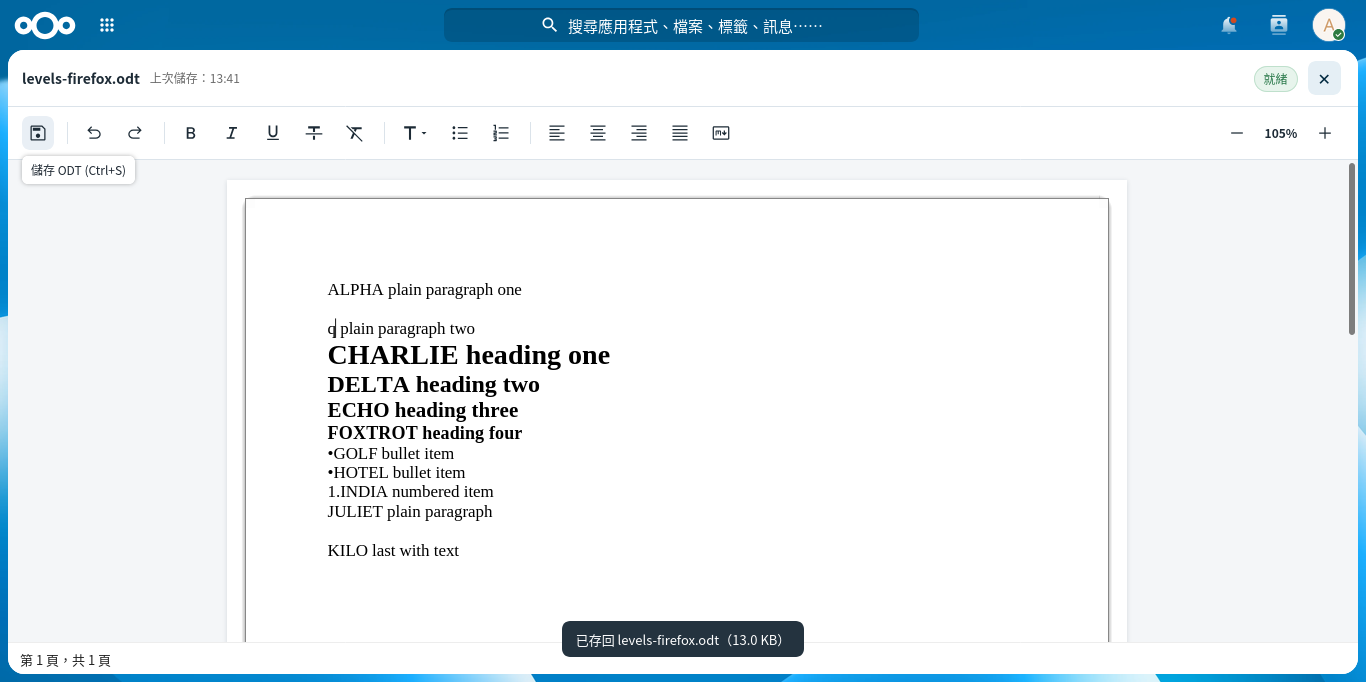 搜尋應用程式、檔案、標籤、訊息……
A
levels-firefox.odt 上次儲存：13:41
就緒
B I U T T 105%
儲存 ODT (Ctrl+S)
ALPHA plain paragraph one
q plain paragraph two
CHARLIE heading one
DELTA heading two
ECHO heading three
FOXTROT heading four
•GOLF bullet item
•HOTEL bullet item
1.INDIA numbered item
JULIET plain paragraph
KILO last with text
已存回 levels-firefox.odt（13.0 KB）
第 1 頁，共 1 頁